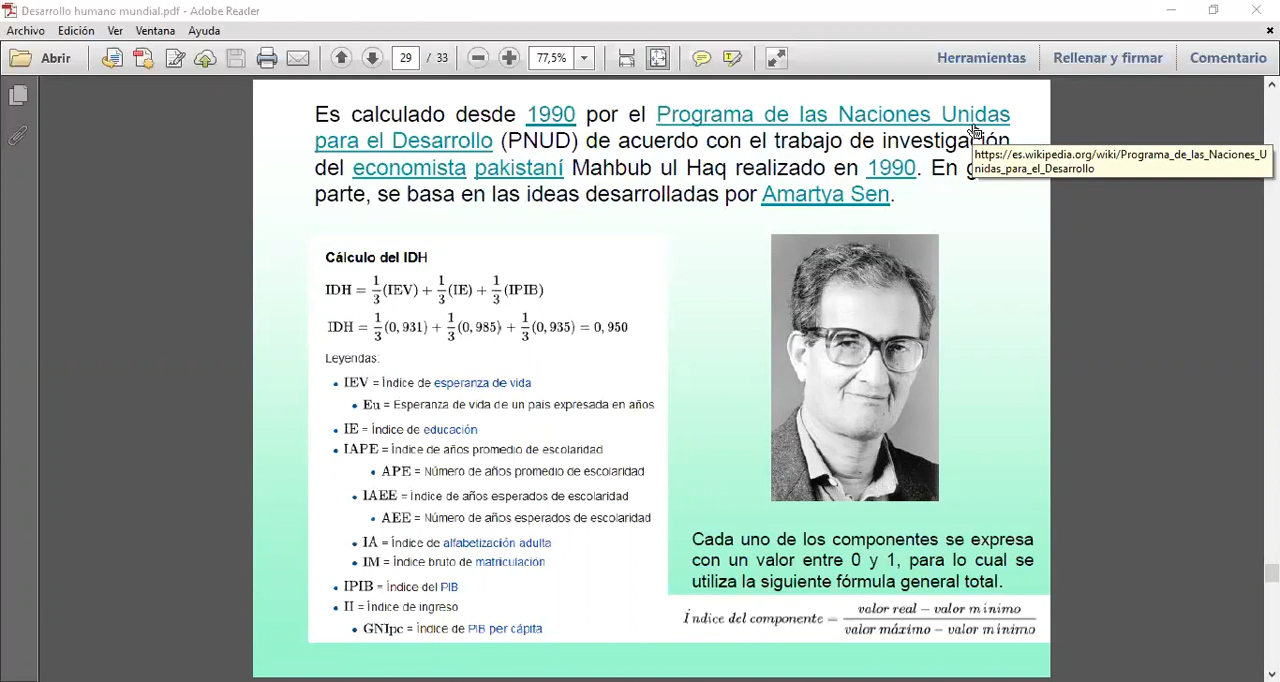 Desarrollo humano mundial.pdf - Adobe Reader
Archivo Edición Ver Ventana Ayuda
Abrir 29 / 33 77,5% Herramientas Rellenar y firmar Comentario
Es calculado desde 1990 por el Programa de las Naciones Unidas
para el Desarrollo (PNUD) de acuerdo con el trabajo de investigación
del economista pakistaní Mahbub ul Haq realizado en 1990. En
parte, se basa en las ideas desarrolladas por Amartya Sen.
https://es.wikipedia.org/wiki/Programa_de_las_Naciones_U
nidas_para_el_Desarrollo
Cálculo del IDH
IDH = 1/3 (IEV) + 1/3 (IE) + 1/3 (IPIB)
IDH = 1/3 (0,931) + 1/3 (0,985) + 1/3 (0,935) = 0,950
Leyendas:
• IEV = Índice de esperanza de vida
• Eu = Esperanza de vida de un país expresada en años
• IE = Índice de educación
• IAPE = Índice de años promedio de escolaridad
• APE = Número de años promedio de escolaridad
• IAEE = Índice de años esperados de escolaridad
• AEE = Número de años esperados de escolaridad
• IA = Índice de alfabetización adulta
• IM = Índice bruto de matriculación
• IPIB = Índice del PIB
• II = Índice de ingreso
• GNIpc = Índice de PIB per cápita
Cada uno de los componentes se expresa
con un valor entre 0 y 1, para lo cual se
utiliza la siguiente fórmula general total.
Índice del componente = valor real − valor mínimo / valor máximo − valor mínimo